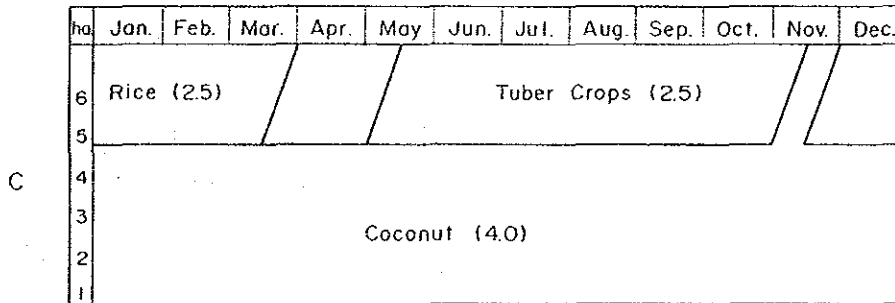 ha Jan. Feb. Mar. Apr. May Jun. Jul. Aug. Sep. Oct. Nov. Dec.
6 Rice (2.5) Tuber Crops (2.5)
5
C 4
3
Coconut (4.0)
2
1